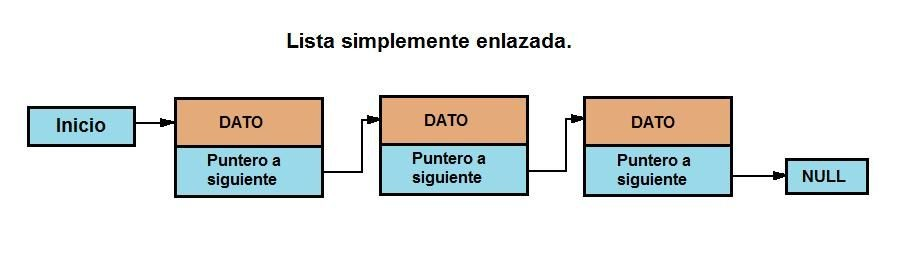 Lista simplemente enlazada.
Inicio
DATO
Puntero a
siguiente
DATO
Puntero a
siguiente
DATO
Puntero a
siguiente
NULL